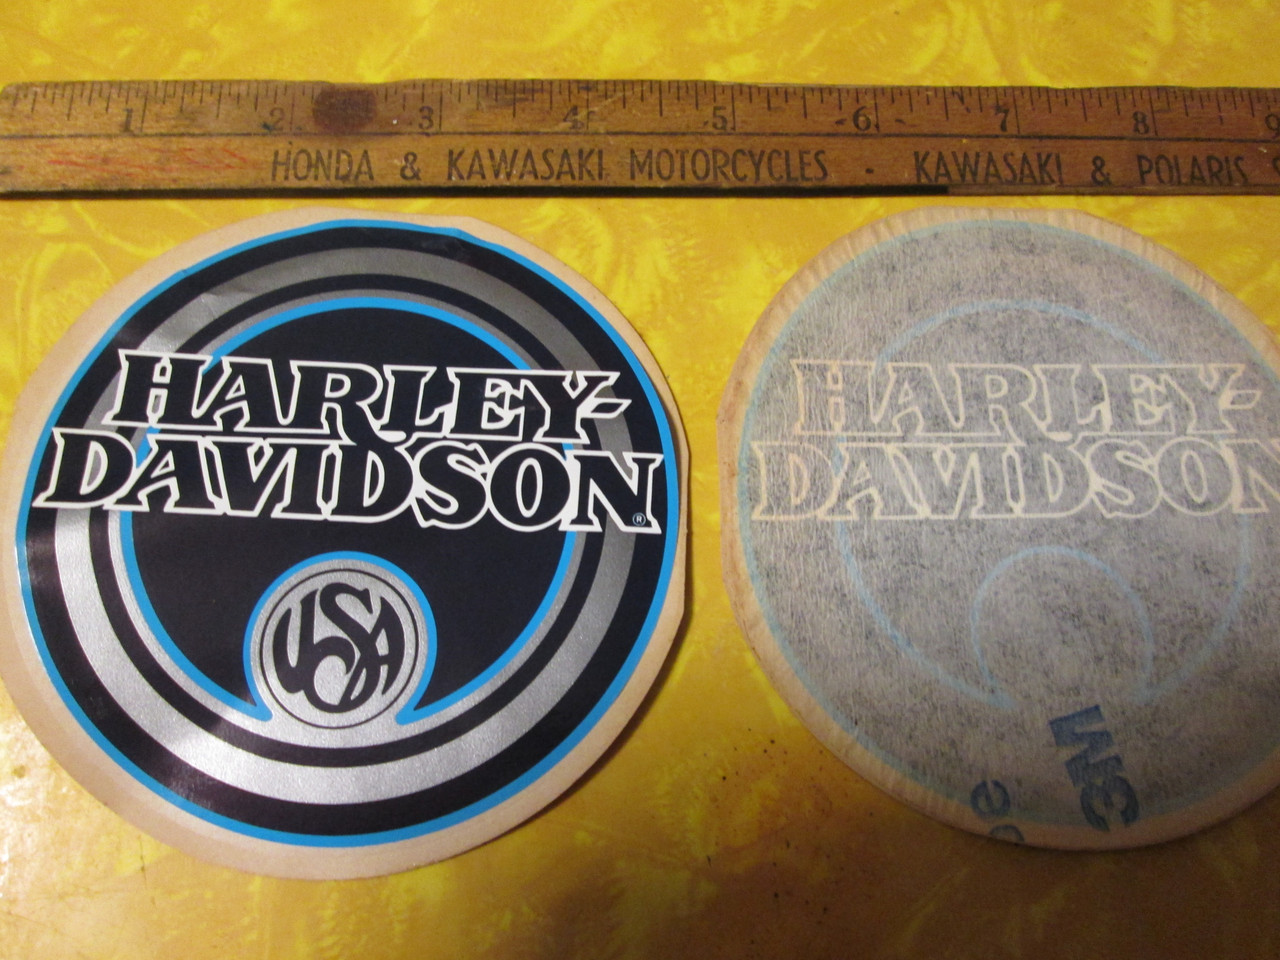 1 2 3 4 5 6 7 8 9
HONDA & KAWASAKI MOTORCYCLES · KAWASAKI & POLARIS
HARLEY-
DAVIDSON®
USA
HARLEY-
DAVIDSON
3M